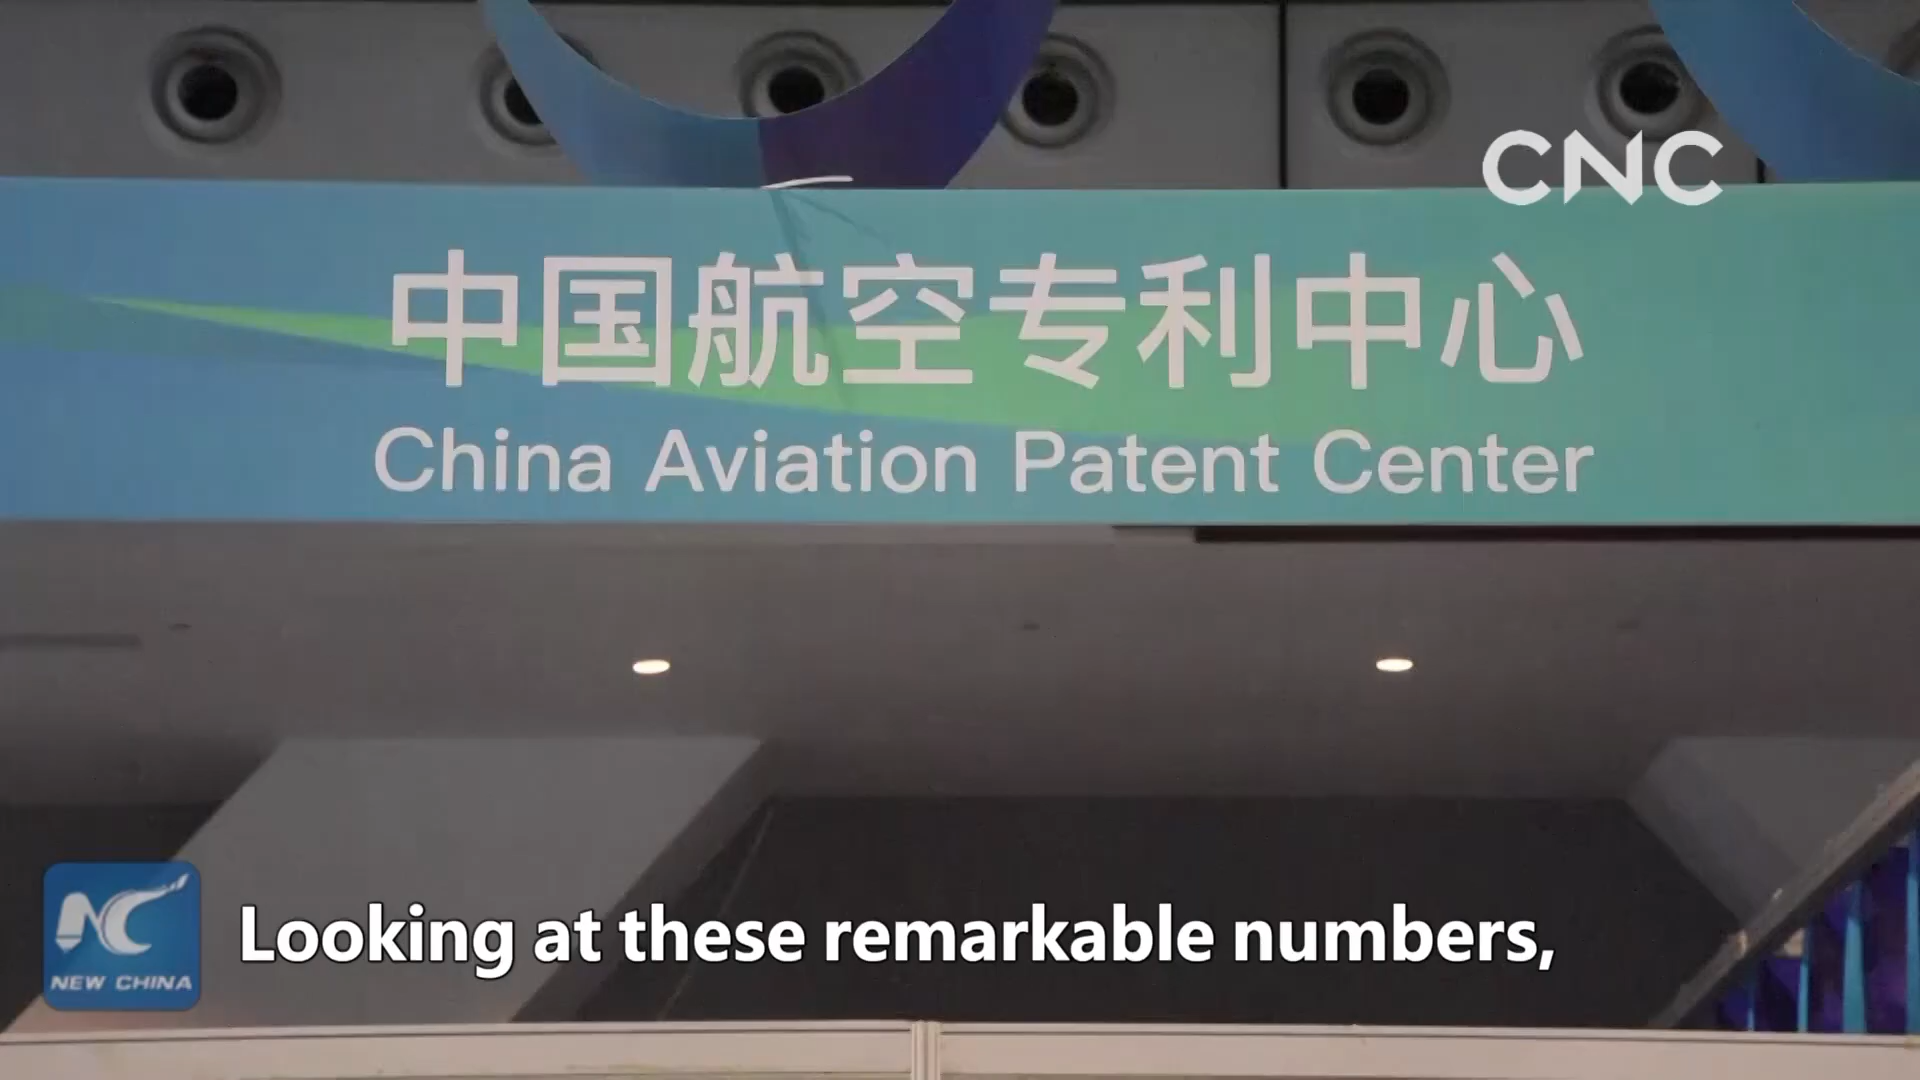 CNC
中国航空专利中心
China Aviation Patent Center
NC
NEW CHINA
Looking at these remarkable numbers,